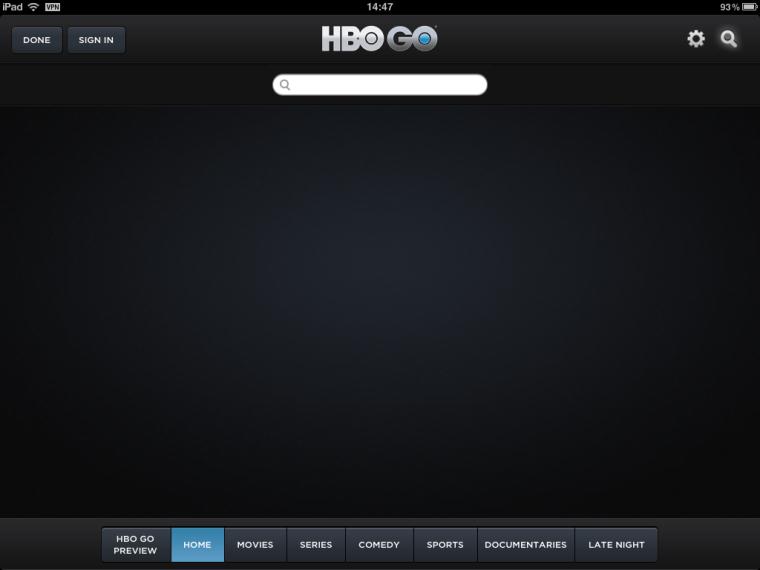 iPad VPN 14:47 93%
DONE SIGN IN HBO GO
HBO GO
PREVIEW
HOME MOVIES SERIES COMEDY SPORTS DOCUMENTARIES LATE NIGHT